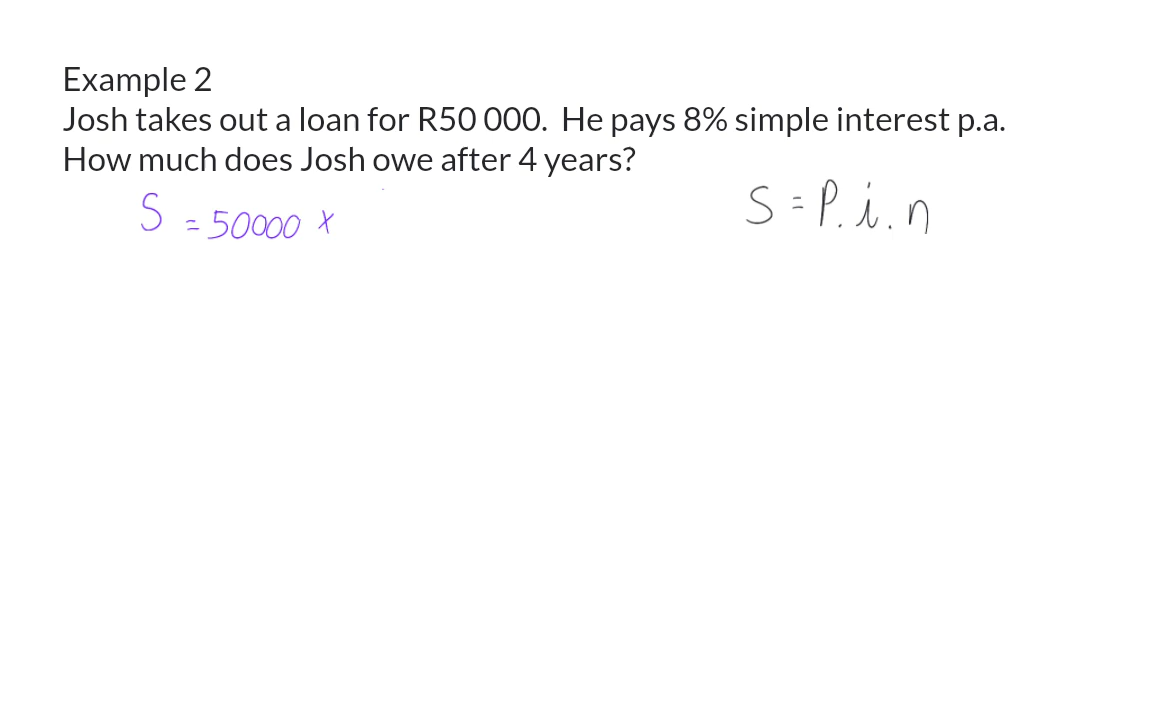 Example 2
Josh takes out a loan for R50 000.  He pays 8% simple interest p.a.
How much does Josh owe after 4 years?
S = 50000 x
S = P. i. n